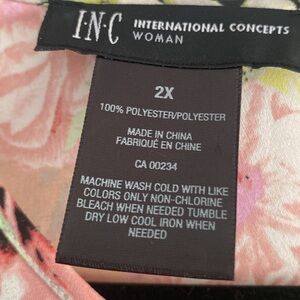 I.N.C INTERNATIONAL CONCEPTS
WOMAN
2X
100% POLYESTER/POLYESTER
MADE IN CHINA
FABRIQUÉ EN CHINE
CA 00234
MACHINE WASH COLD WITH LIKE
COLORS ONLY NON-CHLORINE
BLEACH WHEN NEEDED TUMBLE
DRY LOW COOL IRON WHEN
NEEDED